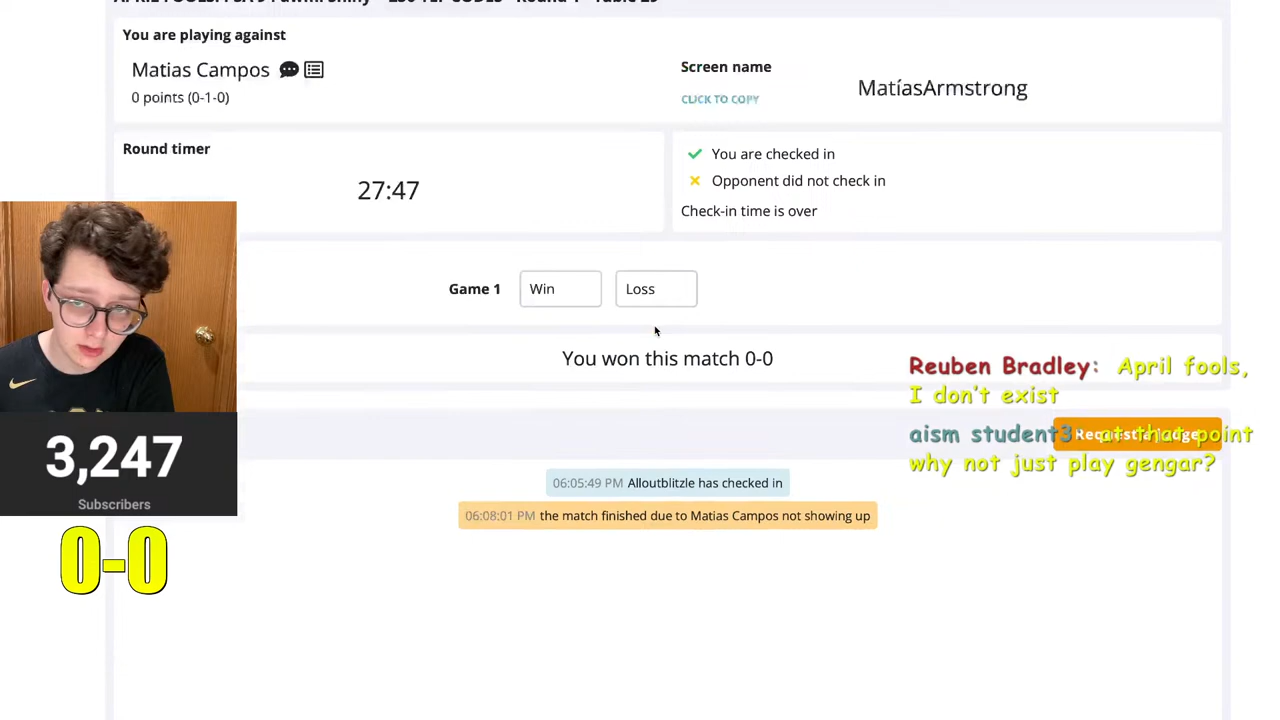 You are playing against
Matias Campos
0 points (0-1-0)
Screen name
CLICK TO COPY
MatíasArmstrong
Round timer
27:47
You are checked in
Opponent did not check in
Check-in time is over
Game 1 Win Loss
You won this match 0-0
Reuben Bradley: April fools,
I don't exist
aism student3: at that point
why not just play gengar?
06:05:49 PM Alloutblitzle has checked in
06:08:01 PM the match finished due to Matias Campos not showing up
3,247
Subscribers
0-0